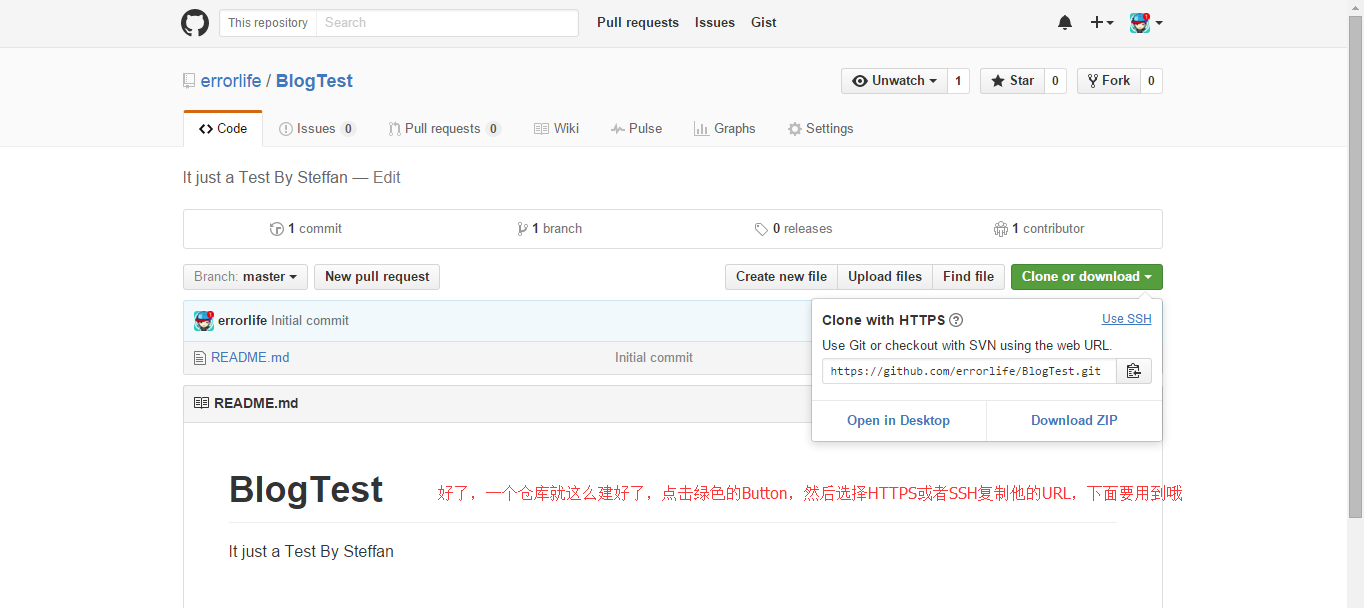 This repository Search Pull requests Issues Gist
errorlife / BlogTest Unwatch 1 Star 0 Fork 0
Code Issues 0 Pull requests 0 Wiki Pulse Graphs Settings
It just a Test By Steffan — Edit
1 commit 1 branch 0 releases 1 contributor
Branch: master New pull request Create new file Upload files Find file Clone or download
errorlife Initial commit
README.md Initial commit
Clone with HTTPS Use SSH
Use Git or checkout with SVN using the web URL.
https://github.com/errorlife/BlogTest.git
Open in Desktop Download ZIP
README.md
BlogTest
好了，一个仓库就这么建好了，点击绿色的Button，然后选择HTTPS或者SSH复制他的URL，下面要用到哦
It just a Test By Steffan